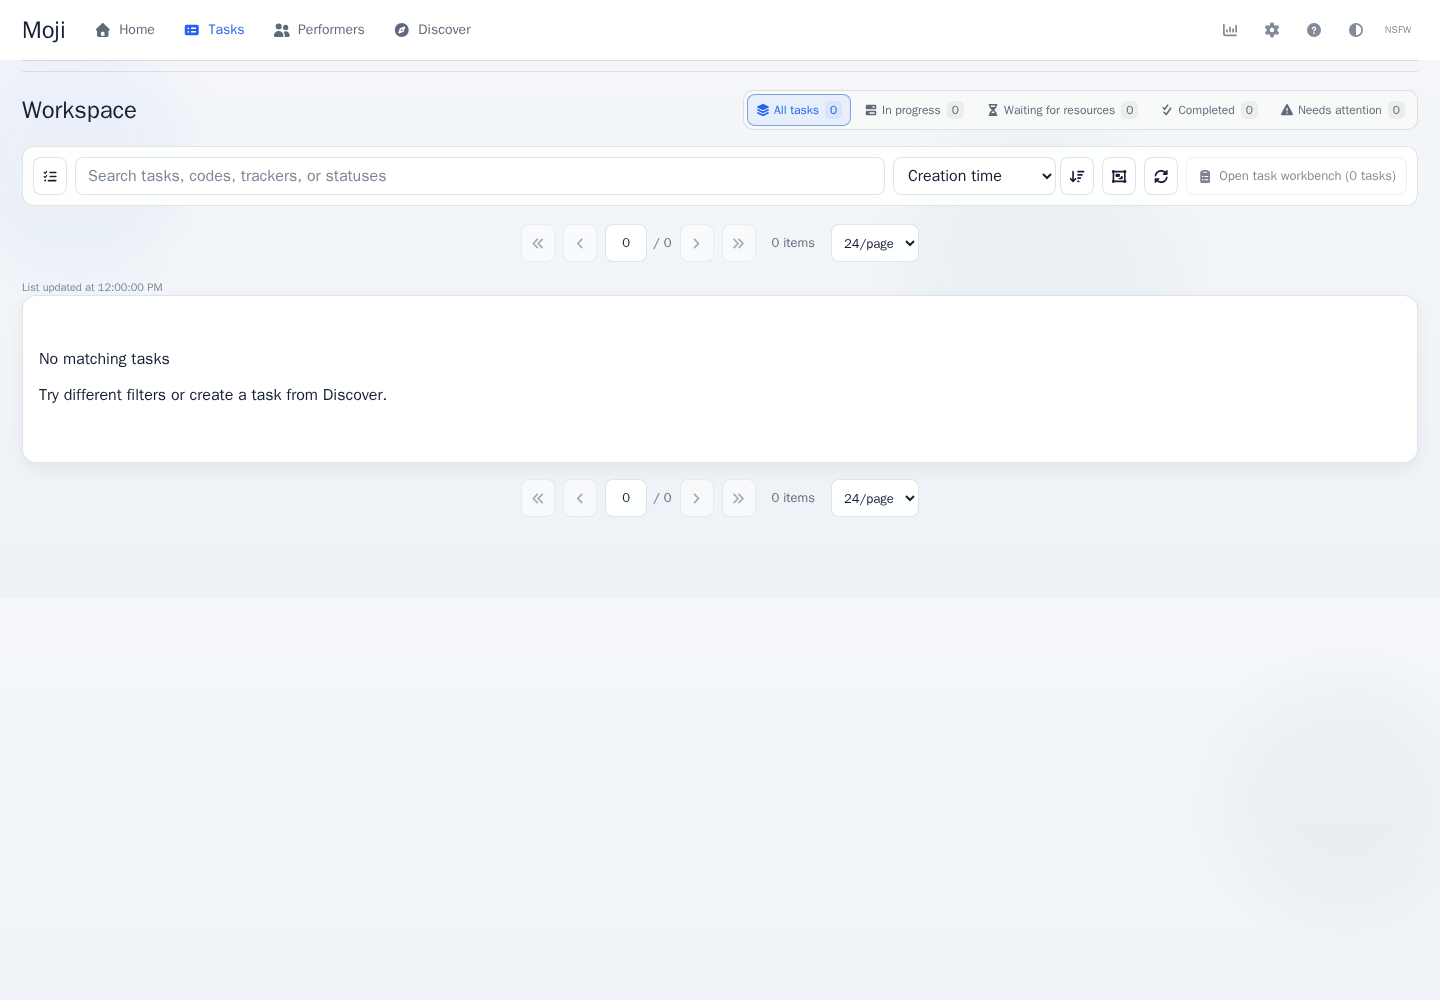 Moji Home Tasks Performers Discover NSFW
Workspace
All tasks 0 In progress 0 Waiting for resources 0 Completed 0 Needs attention 0
Search tasks, codes, trackers, or statuses Creation time Open task workbench (0 tasks)
0 / 0 0 items 24/page
List updated at 12:00:00 PM
No matching tasks
Try different filters or create a task from Discover.
0 / 0 0 items 24/page